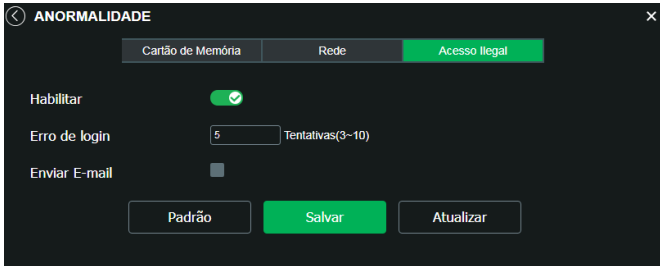 ANORMALIDADE
Cartão de Memória Rede Acesso Ilegal
Habilitar
Erro de login 5 Tentativas(3~10)
Enviar E-mail
Padrão Salvar Atualizar